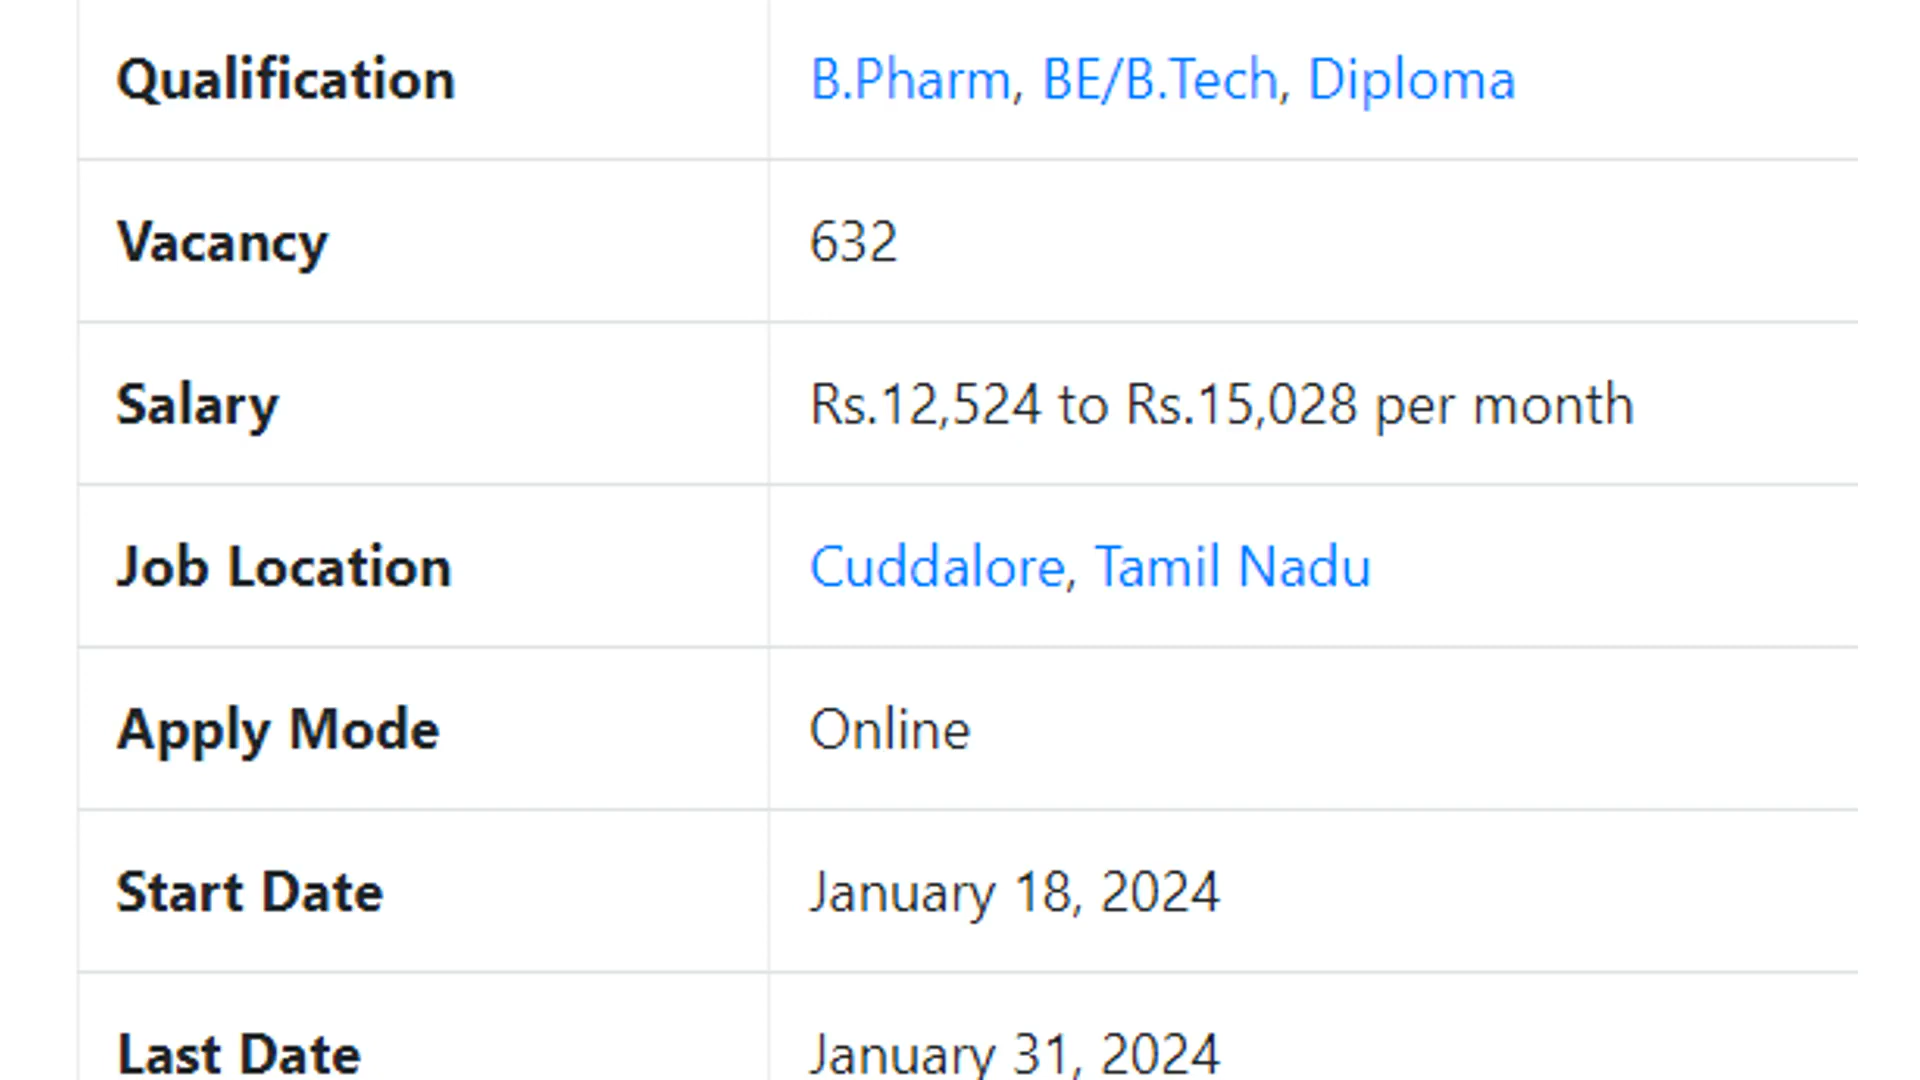 Qualification B.Pharm, BE/B.Tech, Diploma
Vacancy 632
Salary Rs.12,524 to Rs.15,028 per month
Job Location Cuddalore, Tamil Nadu
Apply Mode Online
Start Date January 18, 2024
Last Date January 31, 2024